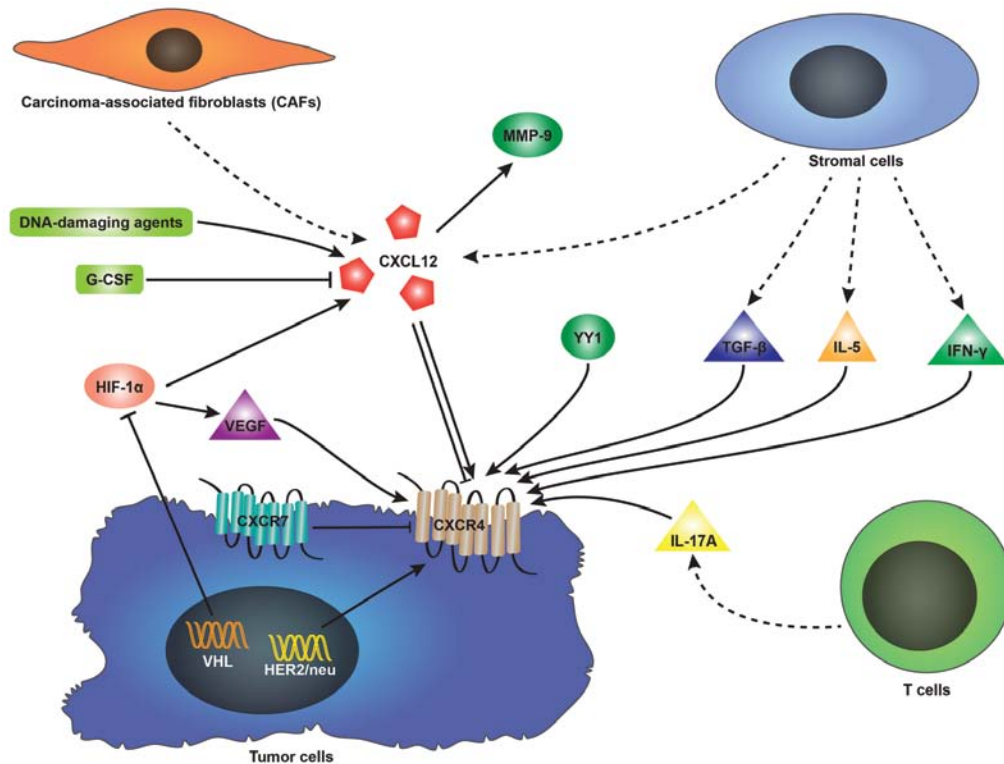 Carcinoma-associated fibroblasts (CAFs)
MMP-9
Stromal cells
DNA-damaging agents
CXCL12
G-CSF
YY1
TGF-β
IL-5
IFN-γ
HIF-1α
VEGF
CXCR7
CXCR4
IL-17A
VHL
HER2/neu
T cells
Tumor cells